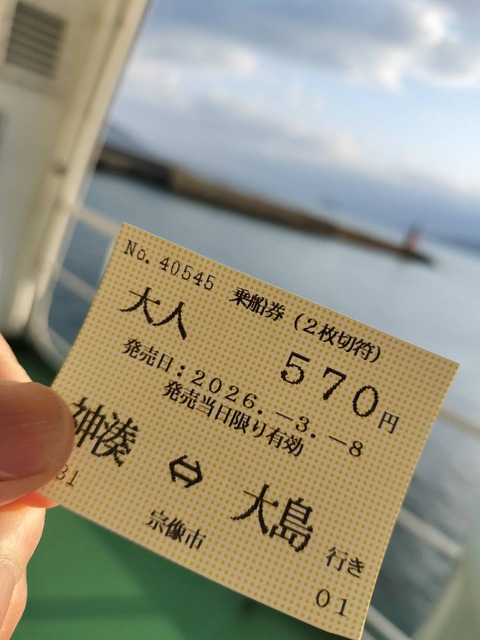 No. 40545 乗船券（２枚切符）
大人 ５７０円
発売日：２０２６．－３．－８
発売当日限り有効
神湊 ⇔ 大島 行き
31 宗像市 01